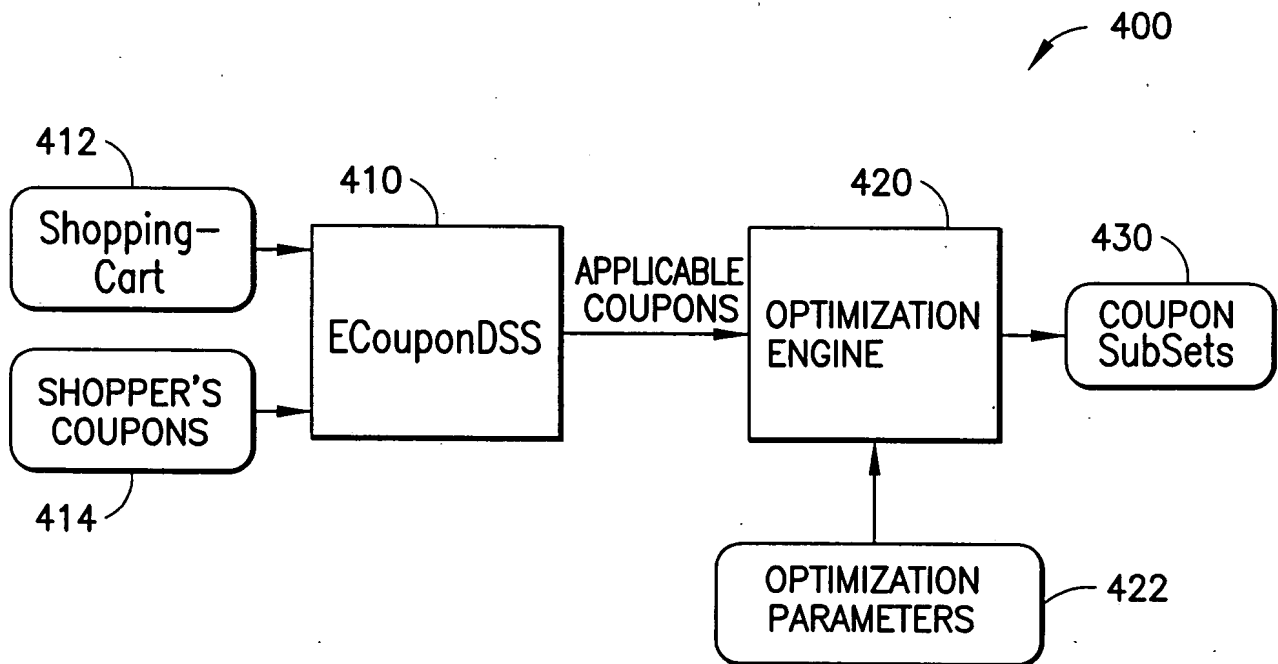 400
412
Shopping-
Cart
410
ECouponDSS
SHOPPER'S
COUPONS
414
APPLICABLE
COUPONS
420
OPTIMIZATION
ENGINE
430
COUPON
SubSets
OPTIMIZATION
PARAMETERS
422